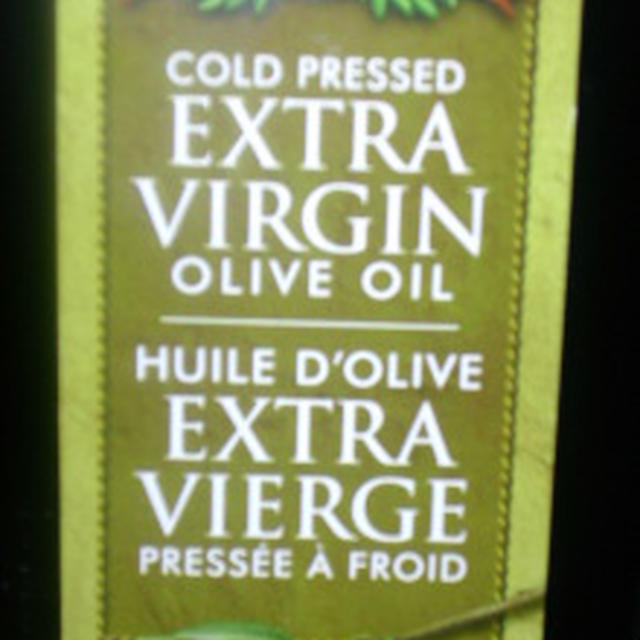 COLD PRESSED
EXTRA
VIRGIN
OLIVE OIL
HUILE D'OLIVE
EXTRA
VIERGE
PRESSÉE À FROID